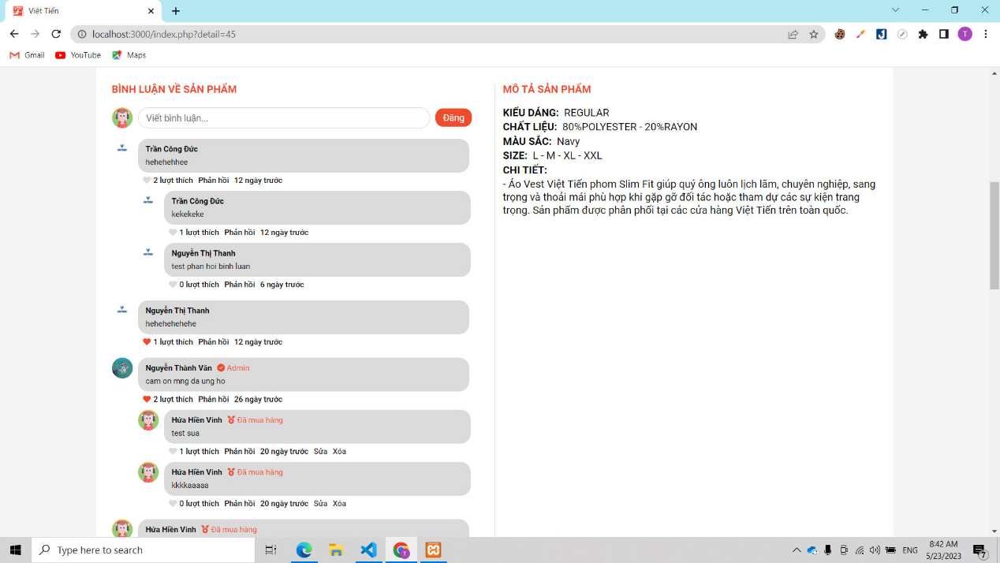 Việt Tiến
localhost:3000/index.php?detail=45
T
Gmail
YouTube
Maps
BÌNH LUẬN VỀ SẢN PHẨM
Viết bình luận...
Đăng
Trần Công Đức
hehehehhee
2 lượt thích Phản hồi 12 ngày trước
Trần Công Đức
kekekeke
1 lượt thích Phản hồi 12 ngày trước
Nguyễn Thị Thanh
test phan hoi binh luan
0 lượt thích Phản hồi 6 ngày trước
Nguyễn Thị Thanh
hehehehehehe
1 lượt thích Phản hồi 12 ngày trước
Nguyễn Thành Vân Admin
cam on mng da ung ho
2 lượt thích Phản hồi 26 ngày trước
Hứa Hiền Vinh Đã mua hàng
test sua
1 lượt thích Phản hồi 20 ngày trước Sửa Xóa
Hứa Hiền Vinh Đã mua hàng
kkkkaaaaa
0 lượt thích Phản hồi 20 ngày trước Sửa Xóa
Hứa Hiền Vinh Đã mua hàng
MÔ TẢ SẢN PHẨM
KIỂU DÁNG: REGULAR
CHẤT LIỆU: 80%POLYESTER - 20%RAYON
MÀU SẮC: Navy
SIZE: L - M - XL - XXL
CHI TIẾT:
- Áo Vest Việt Tiến phom Slim Fit giúp quý ông luôn lịch lãm, chuyên nghiệp, sang
trọng và thoải mái phù hợp khi gặp gỡ đối tác hoặc tham dự các sự kiện trang
trọng. Sản phẩm được phân phối tại các cửa hàng Việt Tiến trên toàn quốc.
Type here to search
ENG
8:42 AM
5/23/2023
7